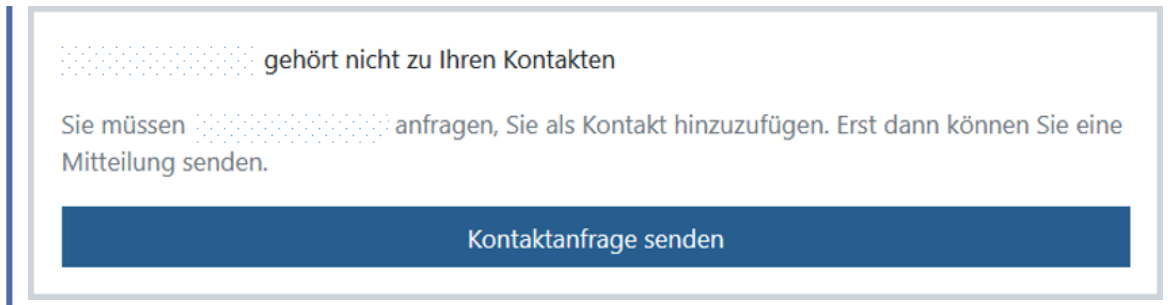 gehört nicht zu Ihren Kontakten
Sie müssen anfragen, Sie als Kontakt hinzuzufügen. Erst dann können Sie eine
Mitteilung senden.
Kontaktanfrage senden